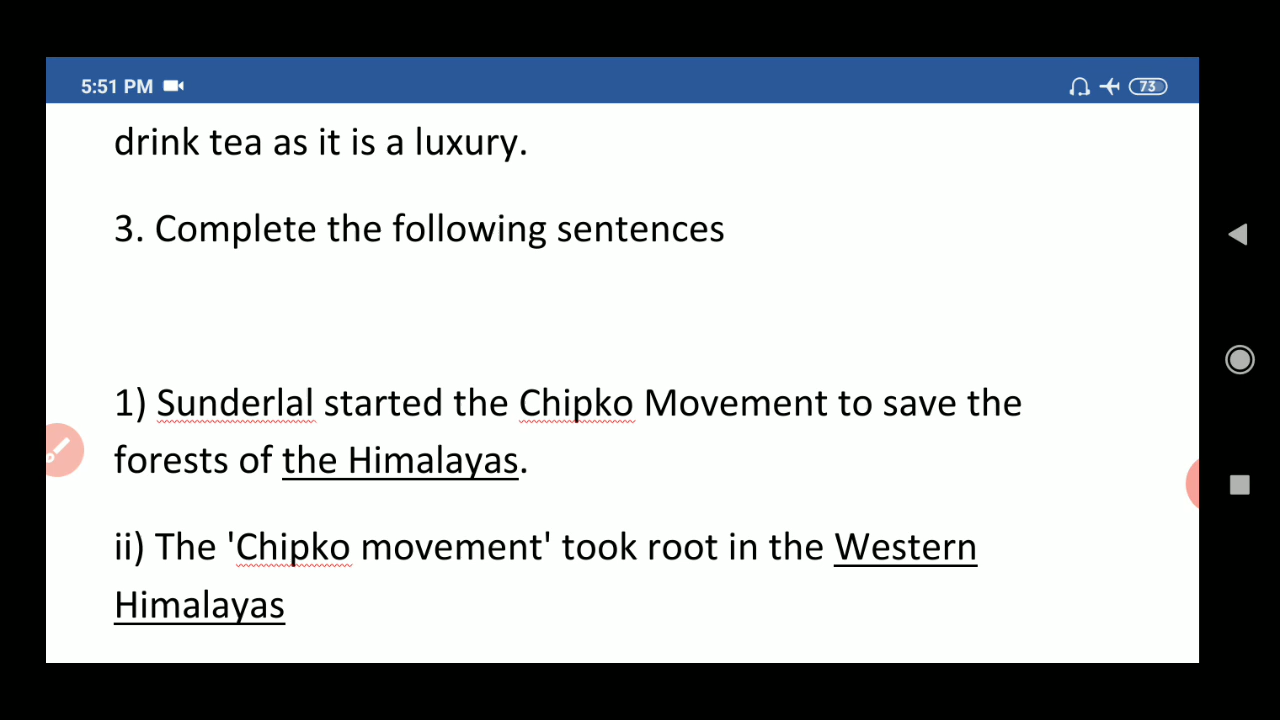 5:51 PM
73
drink tea as it is a luxury.
3. Complete the following sentences
1) Sunderlal started the Chipko Movement to save the
forests of the Himalayas.
ii) The 'Chipko movement' took root in the Western
Himalayas